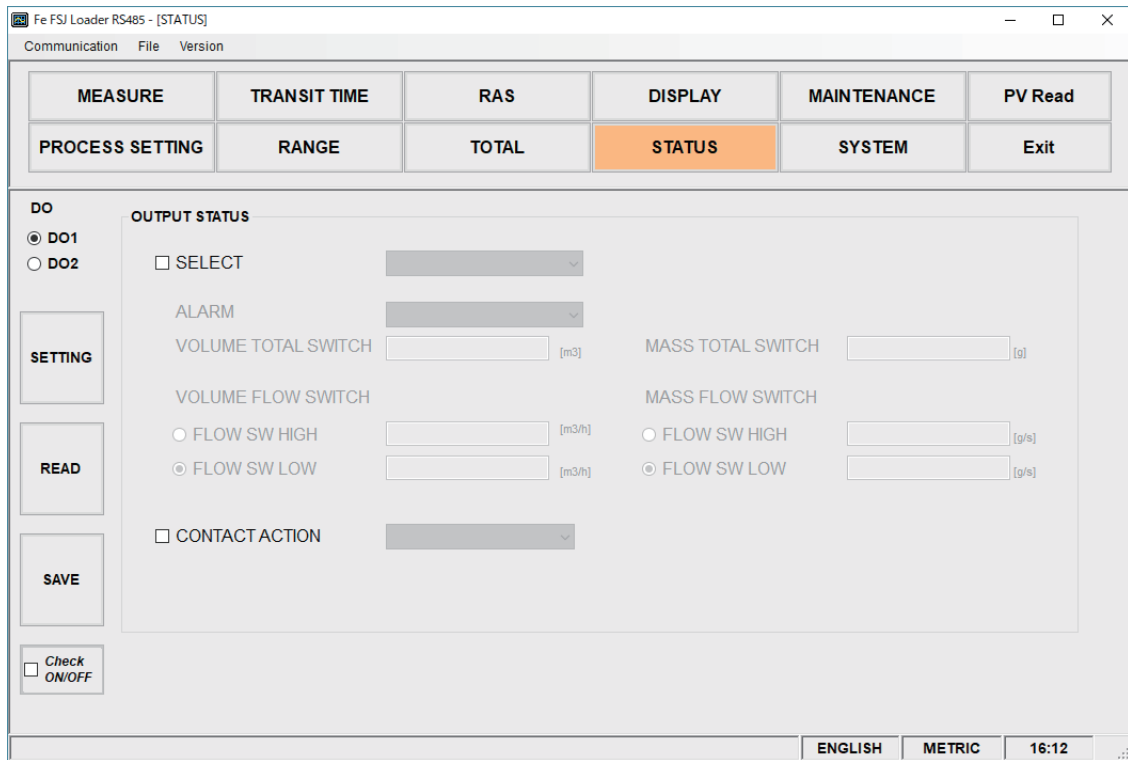 Fe FSJ Loader RS485 - [STATUS]
Communication File Version
MEASURE TRANSIT TIME RAS DISPLAY MAINTENANCE PV Read
PROCESS SETTING RANGE TOTAL STATUS SYSTEM Exit
DO
DO1
DO2
SETTING
READ
SAVE
Check
ON/OFF
OUTPUT STATUS
SELECT
ALARM
VOLUME TOTAL SWITCH [m3] MASS TOTAL SWITCH [g]
VOLUME FLOW SWITCH MASS FLOW SWITCH
FLOW SW HIGH [m3/h] FLOW SW HIGH [g/s]
FLOW SW LOW [m3/h] FLOW SW LOW [g/s]
CONTACT ACTION
ENGLISH METRIC 16:12